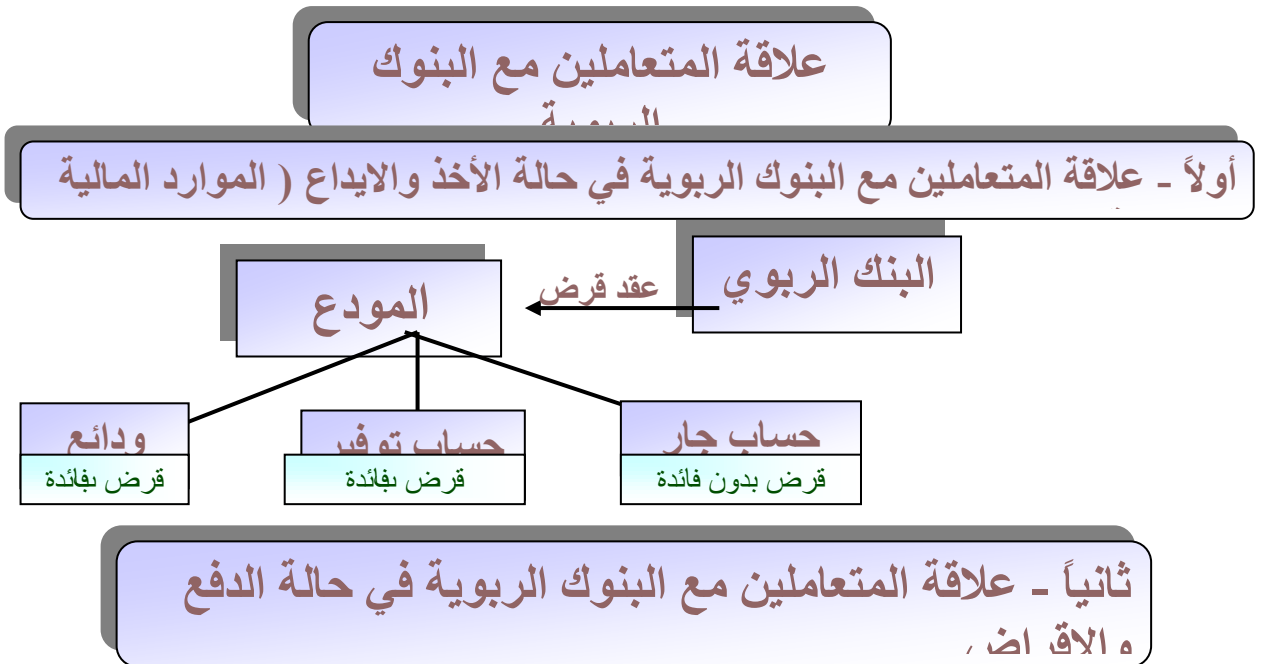 علاقة المتعاملين مع البنوك
الربوية
أولاً - علاقة المتعاملين مع البنوك الربوية في حالة الأخذ والايداع ( الموارد المالية
البنك الربوي
عقد قرض
المودع
حساب جار
قرض بدون فائدة
حساب توفير
قرض بفائدة
ودائع
قرض بفائدة
ثانياً - علاقة المتعاملين مع البنوك الربوية في حالة الدفع
والاقراض